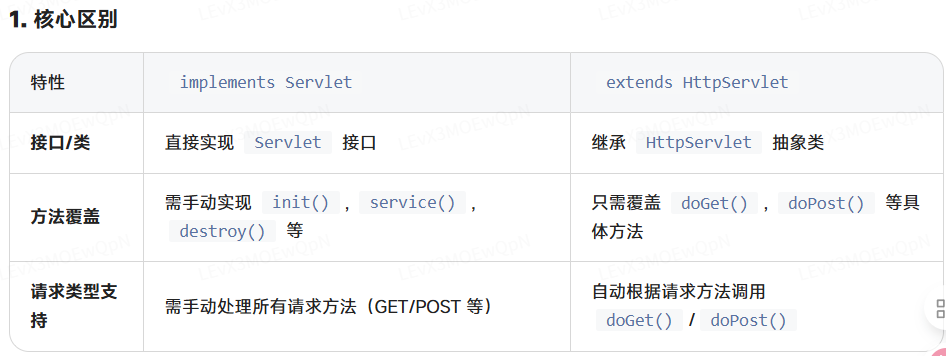 1. 核心区别
特性
implements Servlet
extends HttpServlet
接口/类
直接实现 Servlet 接口
继承 HttpServlet 抽象类
方法覆盖
需手动实现 init() , service() ,
destroy() 等
只需覆盖 doGet() , doPost() 等具
体方法
请求类型支
持
需手动处理所有请求方法（GET/POST 等）
自动根据请求方法调用
doGet() / doPost()